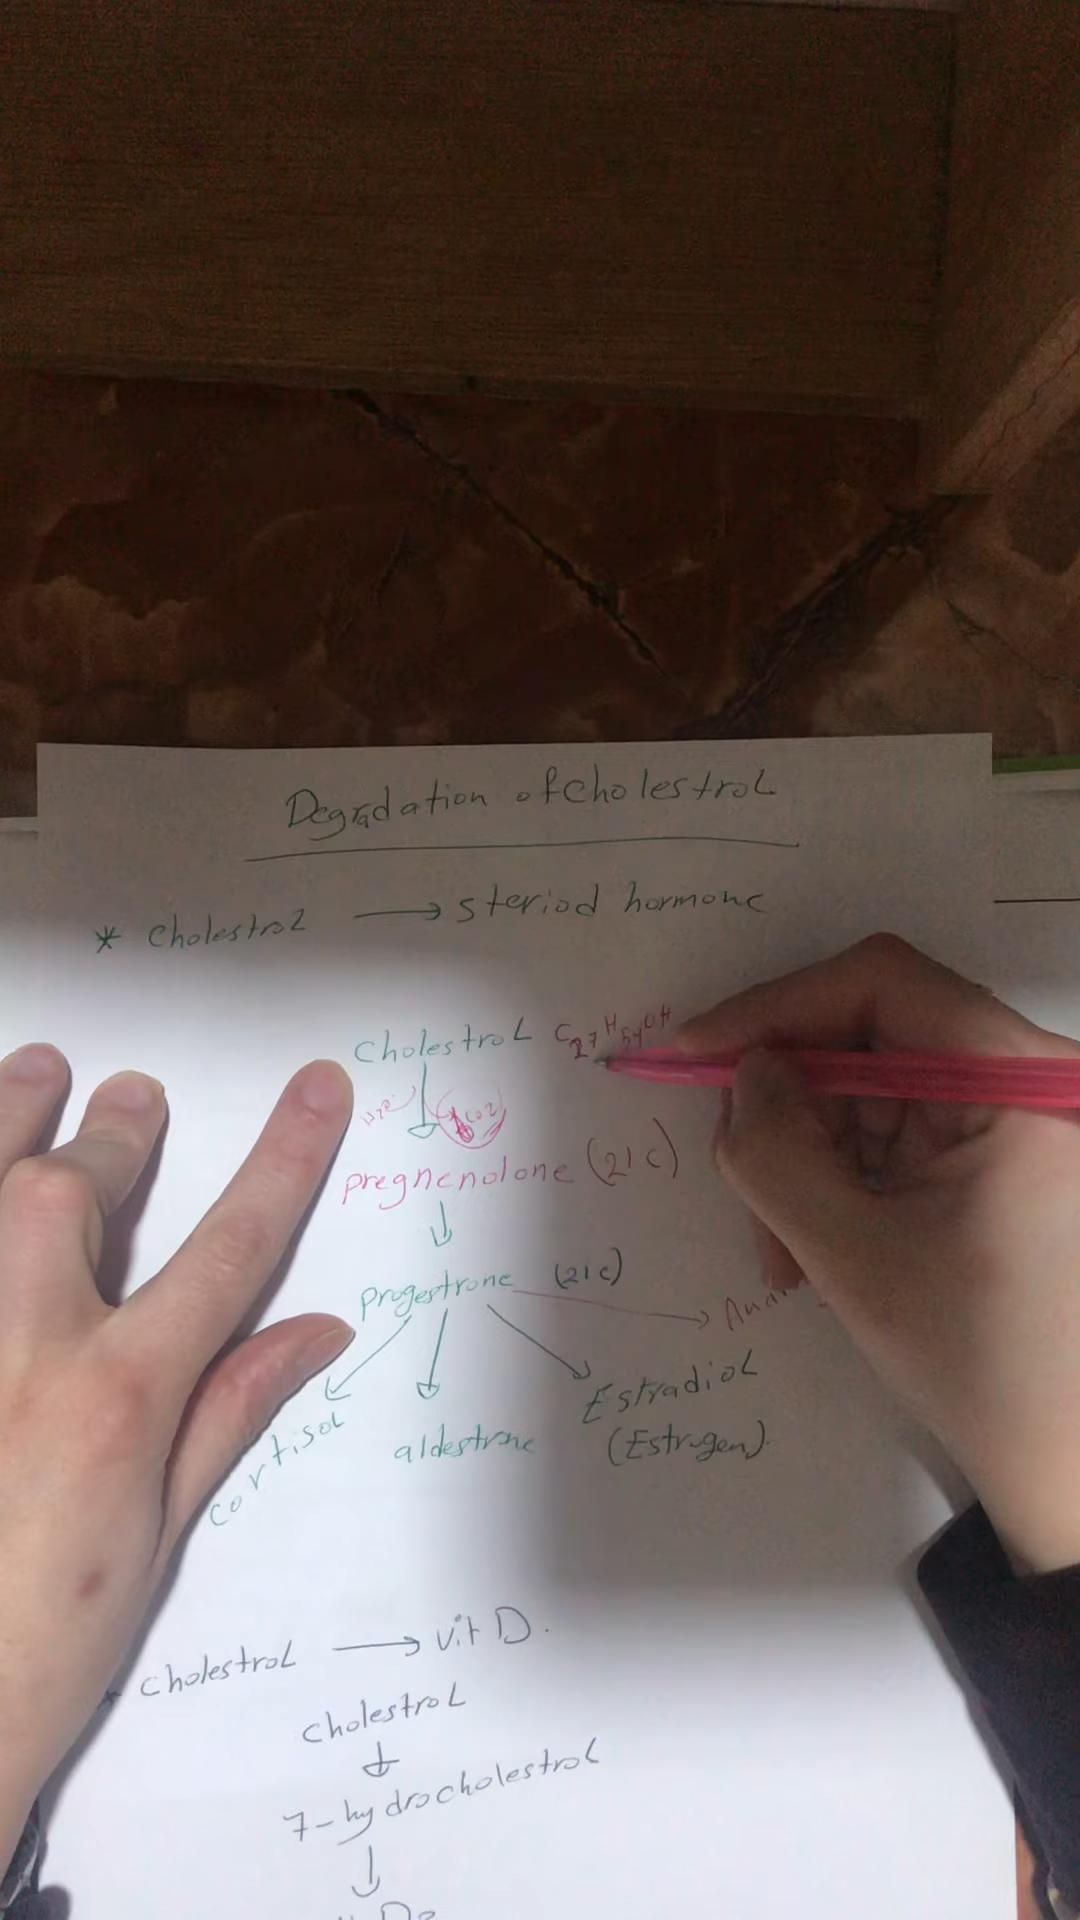 Degradation of cholestrol
* cholestrol → steriod hormone
cholestrol C27H54OH
CO2
pregnenolone (21c)
progestrone (21c)
Estradiol
cortisol aldestrone (Estrogen)
cholestrol → vit D.
cholestrol
7-hydrocholestrol